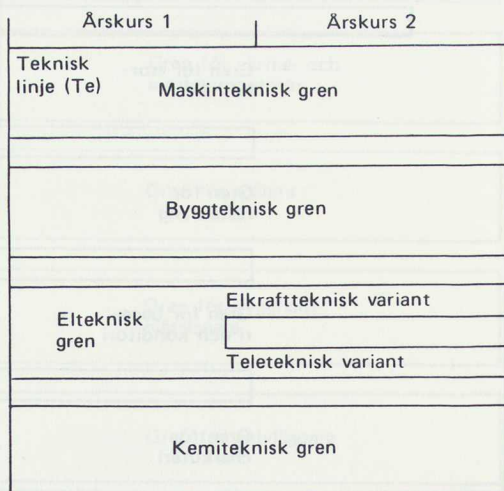 Årskurs 1
Årskurs 2
Teknisk
linje (Te)
Maskinteknisk gren
Byggteknisk gren
Elteknisk
gren
Elkraftteknisk variant
Teleteknisk variant
Kemiteknisk gren